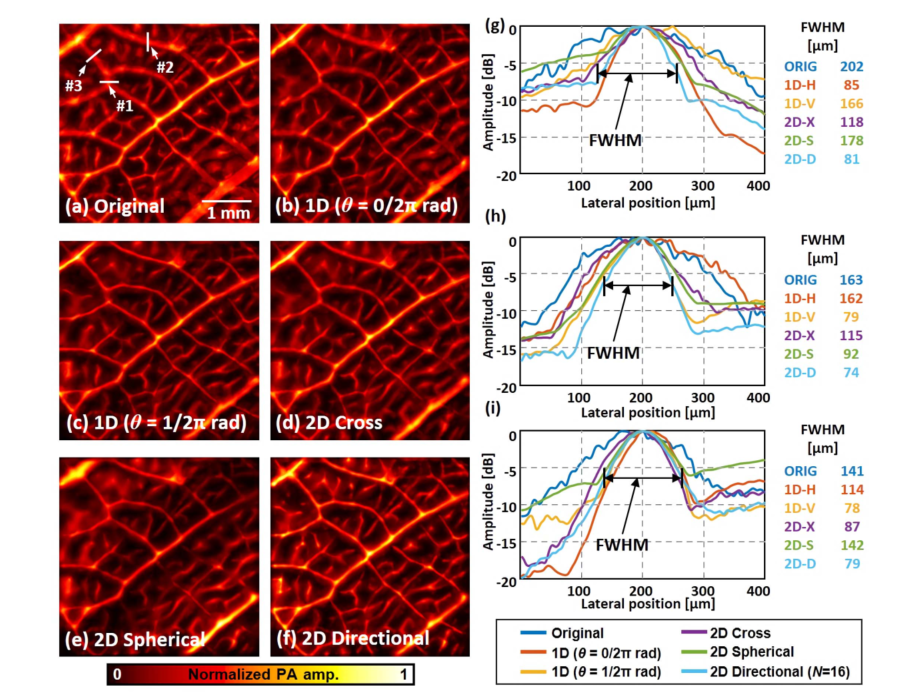 #3
#2
#1
(a) Original
1 mm
(b) 1D (θ = 0/2π rad)
(c) 1D (θ = 1/2π rad)
(d) 2D Cross
(e) 2D Spherical
(f) 2D Directional
0 Normalized PA amp. 1
(g)
Amplitude [dB]
0
-5
-10
-15
-20
FWHM
100 200 300 400
Lateral position [µm]
FWHM
[µm]
ORIG 202
1D-H 85
1D-V 166
2D-X 118
2D-S 178
2D-D 81
(h)
Amplitude [dB]
0
-5
-10
-15
-20
FWHM
100 200 300 400
Lateral position [µm]
FWHM
[µm]
ORIG 163
1D-H 162
1D-V 79
2D-X 115
2D-S 92
2D-D 74
(i)
Amplitude [dB]
0
-5
-10
-15
-20
FWHM
100 200 300 400
Lateral position [µm]
FWHM
[µm]
ORIG 141
1D-H 114
1D-V 78
2D-X 87
2D-S 142
2D-D 79
Original
1D (θ = 0/2π rad)
1D (θ = 1/2π rad)
2D Cross
2D Spherical
2D Directional (N=16)